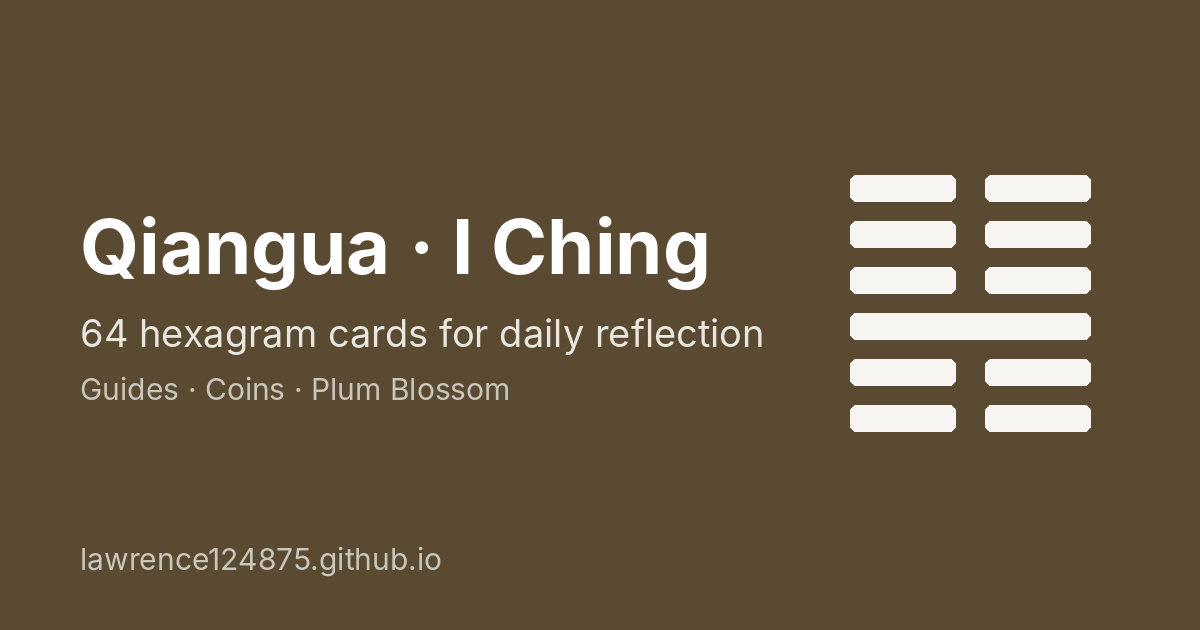 Qiangua · I Ching
64 hexagram cards for daily reflection
Guides · Coins · Plum Blossom
lawrence124875.github.io